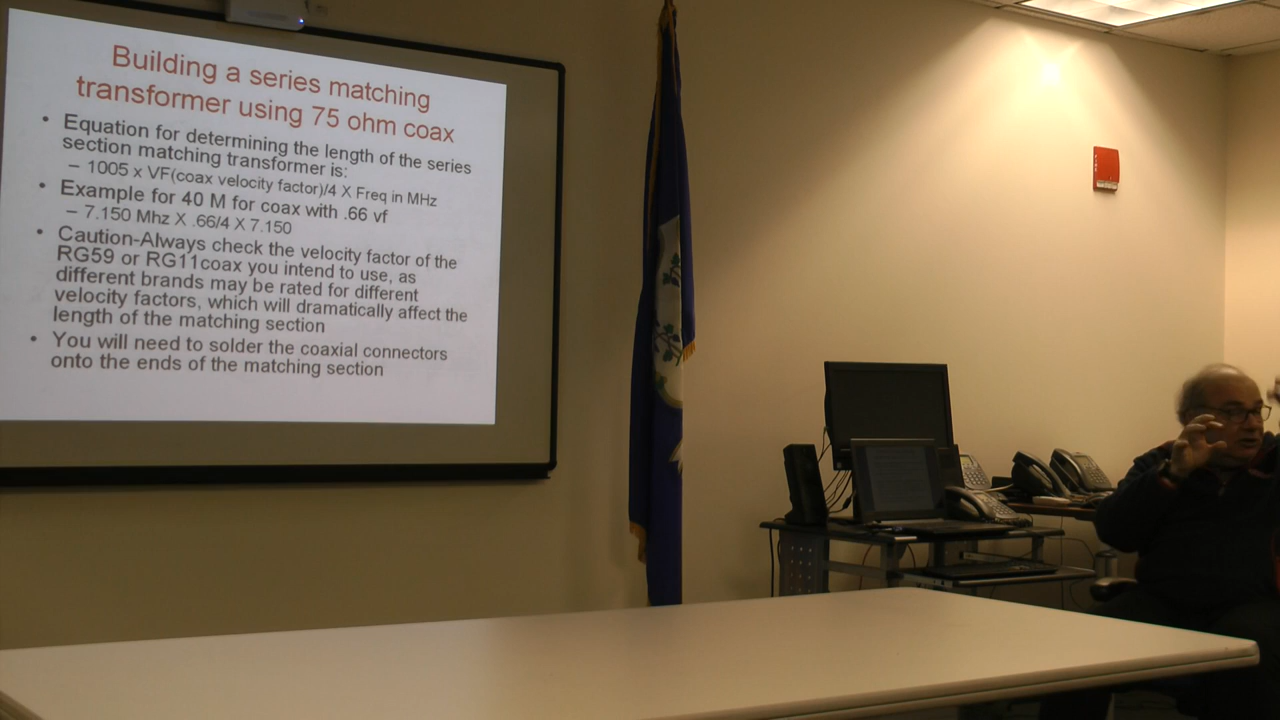 Building a series matching
transformer using 75 ohm coax
• Equation for determining the length of the series
section matching transformer is:
– 1005 x VF(coax velocity factor)/4 X Freq in MHz
• Example for 40 M for coax with .66 vf
– 7.150 Mhz X .66/4 X 7.150
• Caution-Always check the velocity factor of the
RG59 or RG11coax you intend to use, as
different brands may be rated for different
velocity factors, which will dramatically affect the
length of the matching section
• You will need to solder the coaxial connectors
onto the ends of the matching section